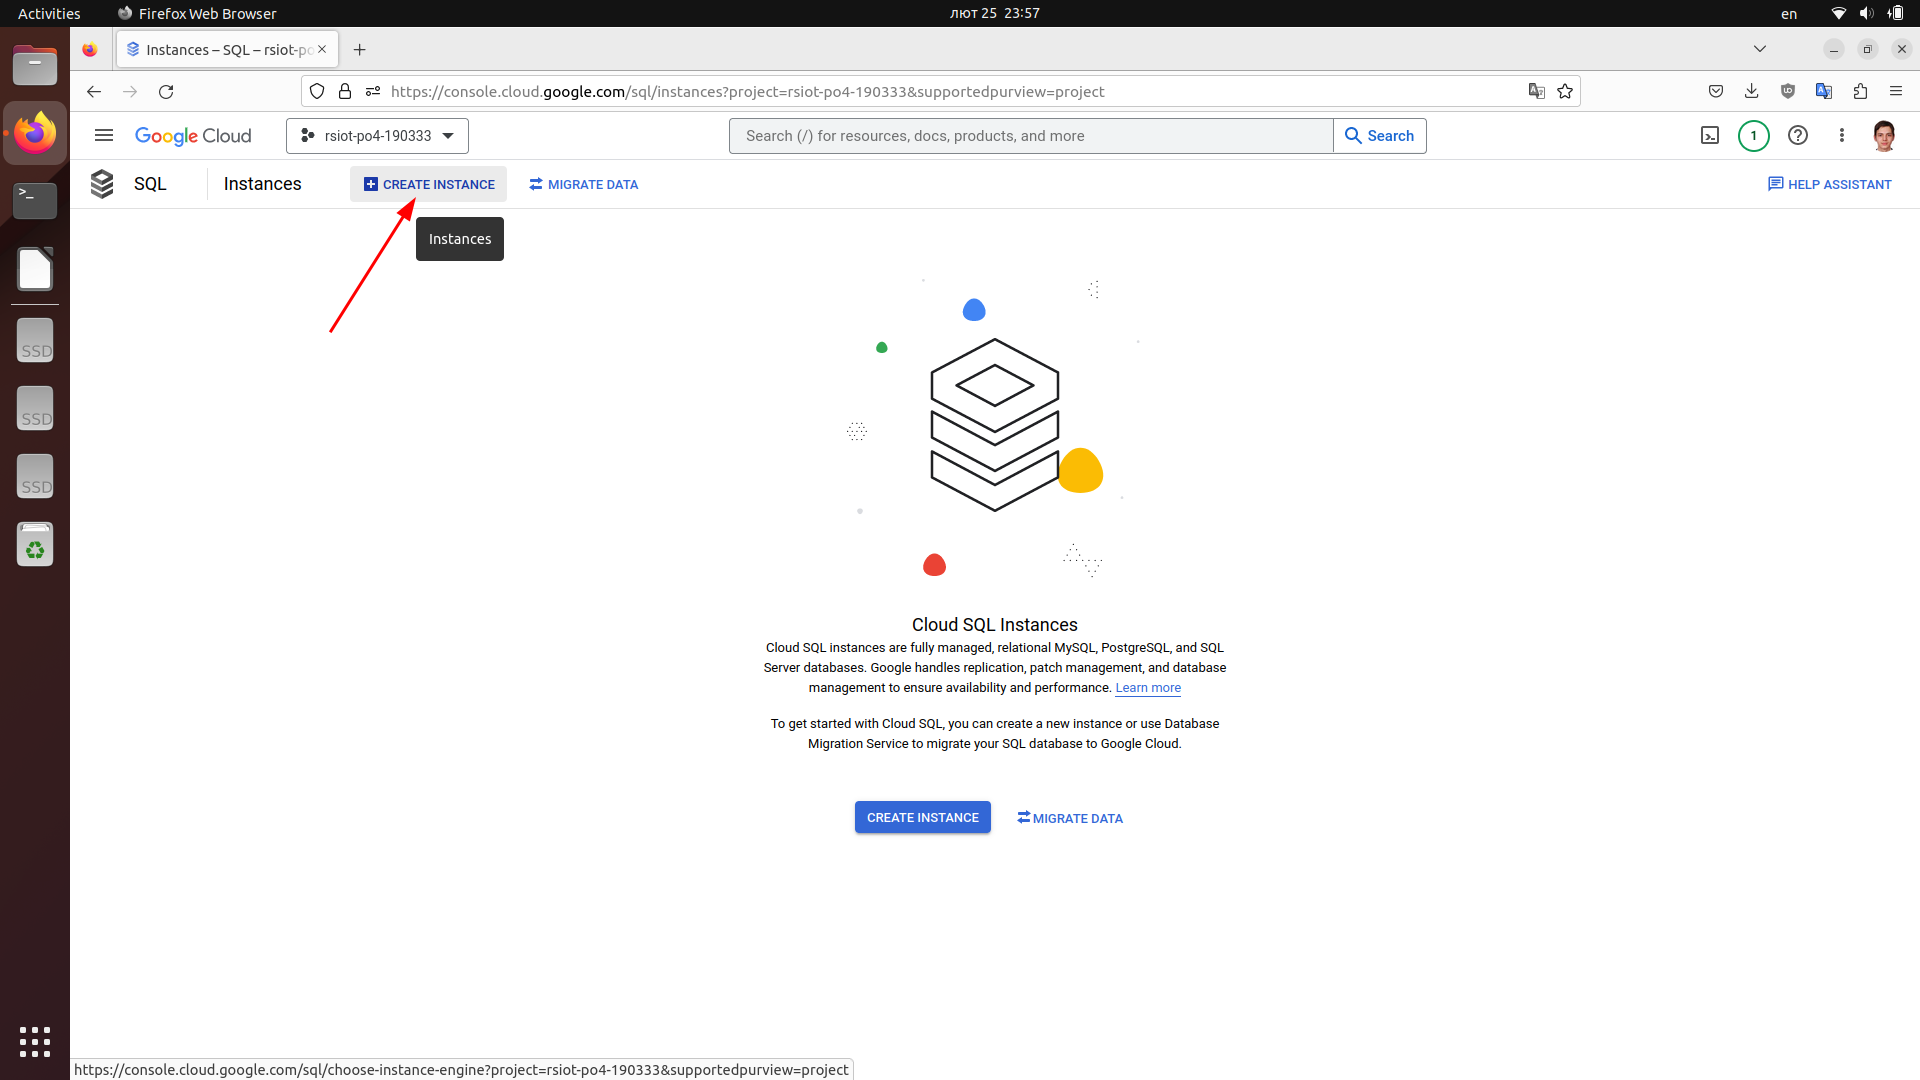 Activities
Firefox Web Browser
лют 25 23:57
en
Instances – SQL – rsiot-po
https://console.cloud.google.com/sql/instances?project=rsiot-po4-190333&supportedpurview=project
Google Cloud
rsiot-po4-190333
Search (/) for resources, docs, products, and more
Search
1
SQL
Instances
CREATE INSTANCE
MIGRATE DATA
HELP ASSISTANT
Instances
SSD
SSD
SSD
Cloud SQL Instances
Cloud SQL instances are fully managed, relational MySQL, PostgreSQL, and SQL
Server databases. Google handles replication, patch management, and database
management to ensure availability and performance. Learn more
To get started with Cloud SQL, you can create a new instance or use Database
Migration Service to migrate your SQL database to Google Cloud.
CREATE INSTANCE
MIGRATE DATA
https://console.cloud.google.com/sql/choose-instance-engine?project=rsiot-po4-190333&supportedpurview=project